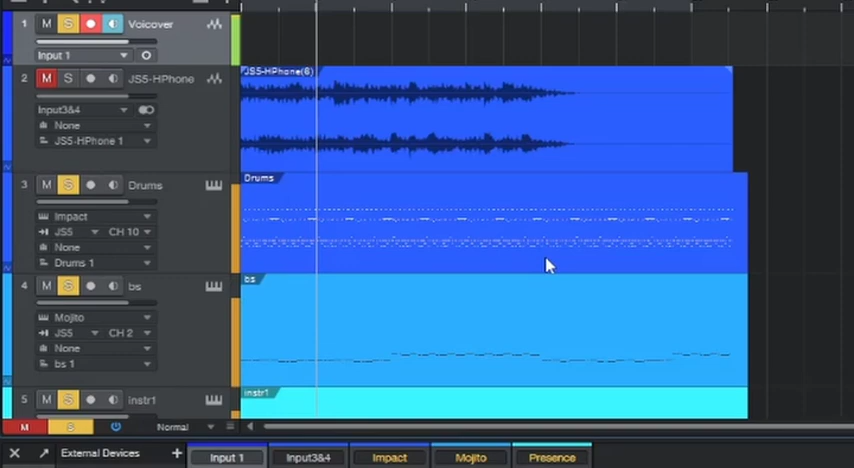 1 M S Voicover
Input 1
2 M S JS5-HPhone
Input3&4
None
JS5-HPhone 1
JS5-HPhone(6)
3 M S Drums
Impact
JS5 CH 10
None
Drums 1
Drums
4 M S bs
Mojito
JS5 CH 2
None
bs 1
bs
5 M S instr1
instr1
M S Normal
External Devices + Input 1 Input3&4 Impact Mojito Presence